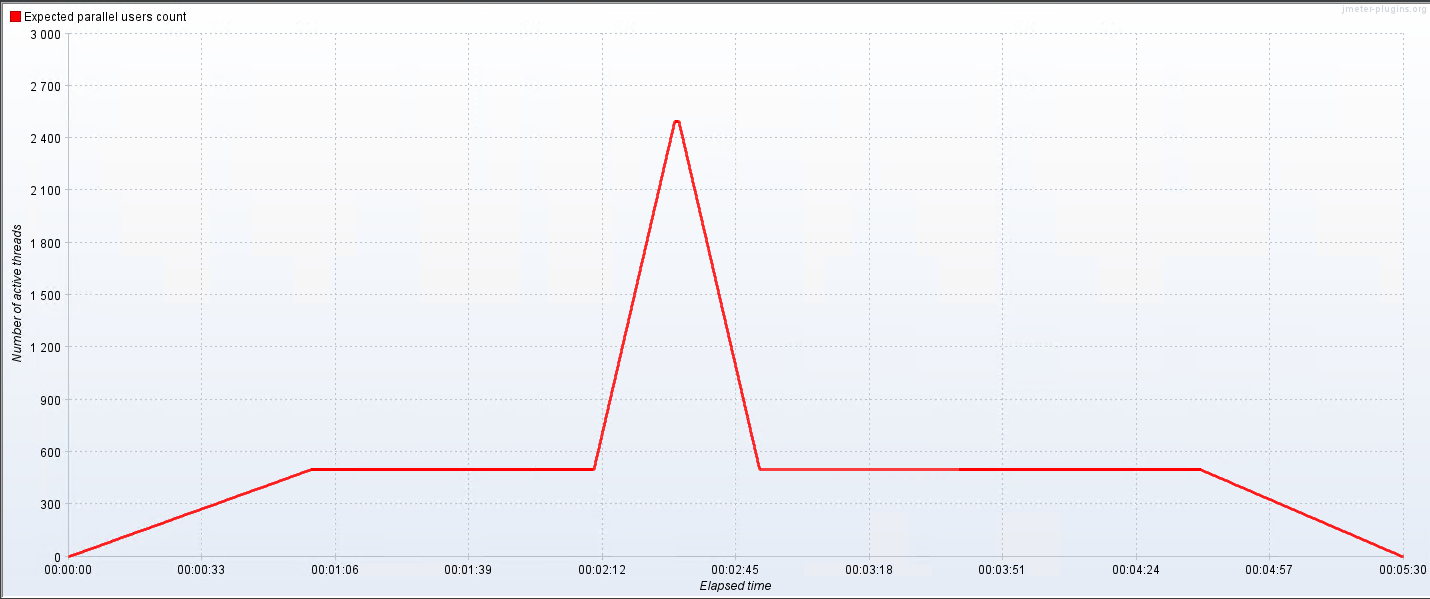 Expected parallel users count
jmeter-plugins.org
3 000
2 700
2 400
2 100
1 800
1 500
1 200
900
600
300
0
Number of active threads
00:00:00 00:00:33 00:01:06 00:01:39 00:02:12 00:02:45 00:03:18 00:03:51 00:04:24 00:04:57 00:05:30
Elapsed time